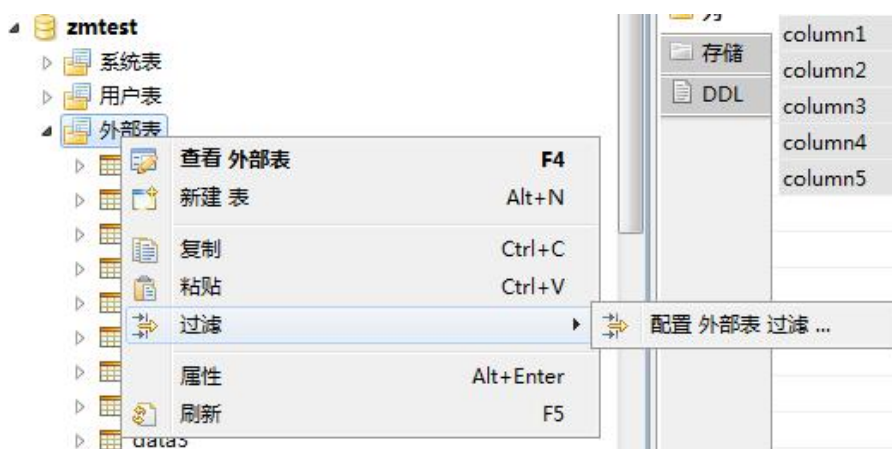 zmtest
系统表
用户表
外部表
查看 外部表 F4
新建 表 Alt+N
复制 Ctrl+C
粘贴 Ctrl+V
过滤
配置 外部表 过滤 ...
属性 Alt+Enter
刷新 F5
存储
DDL
column1
column2
column3
column4
column5